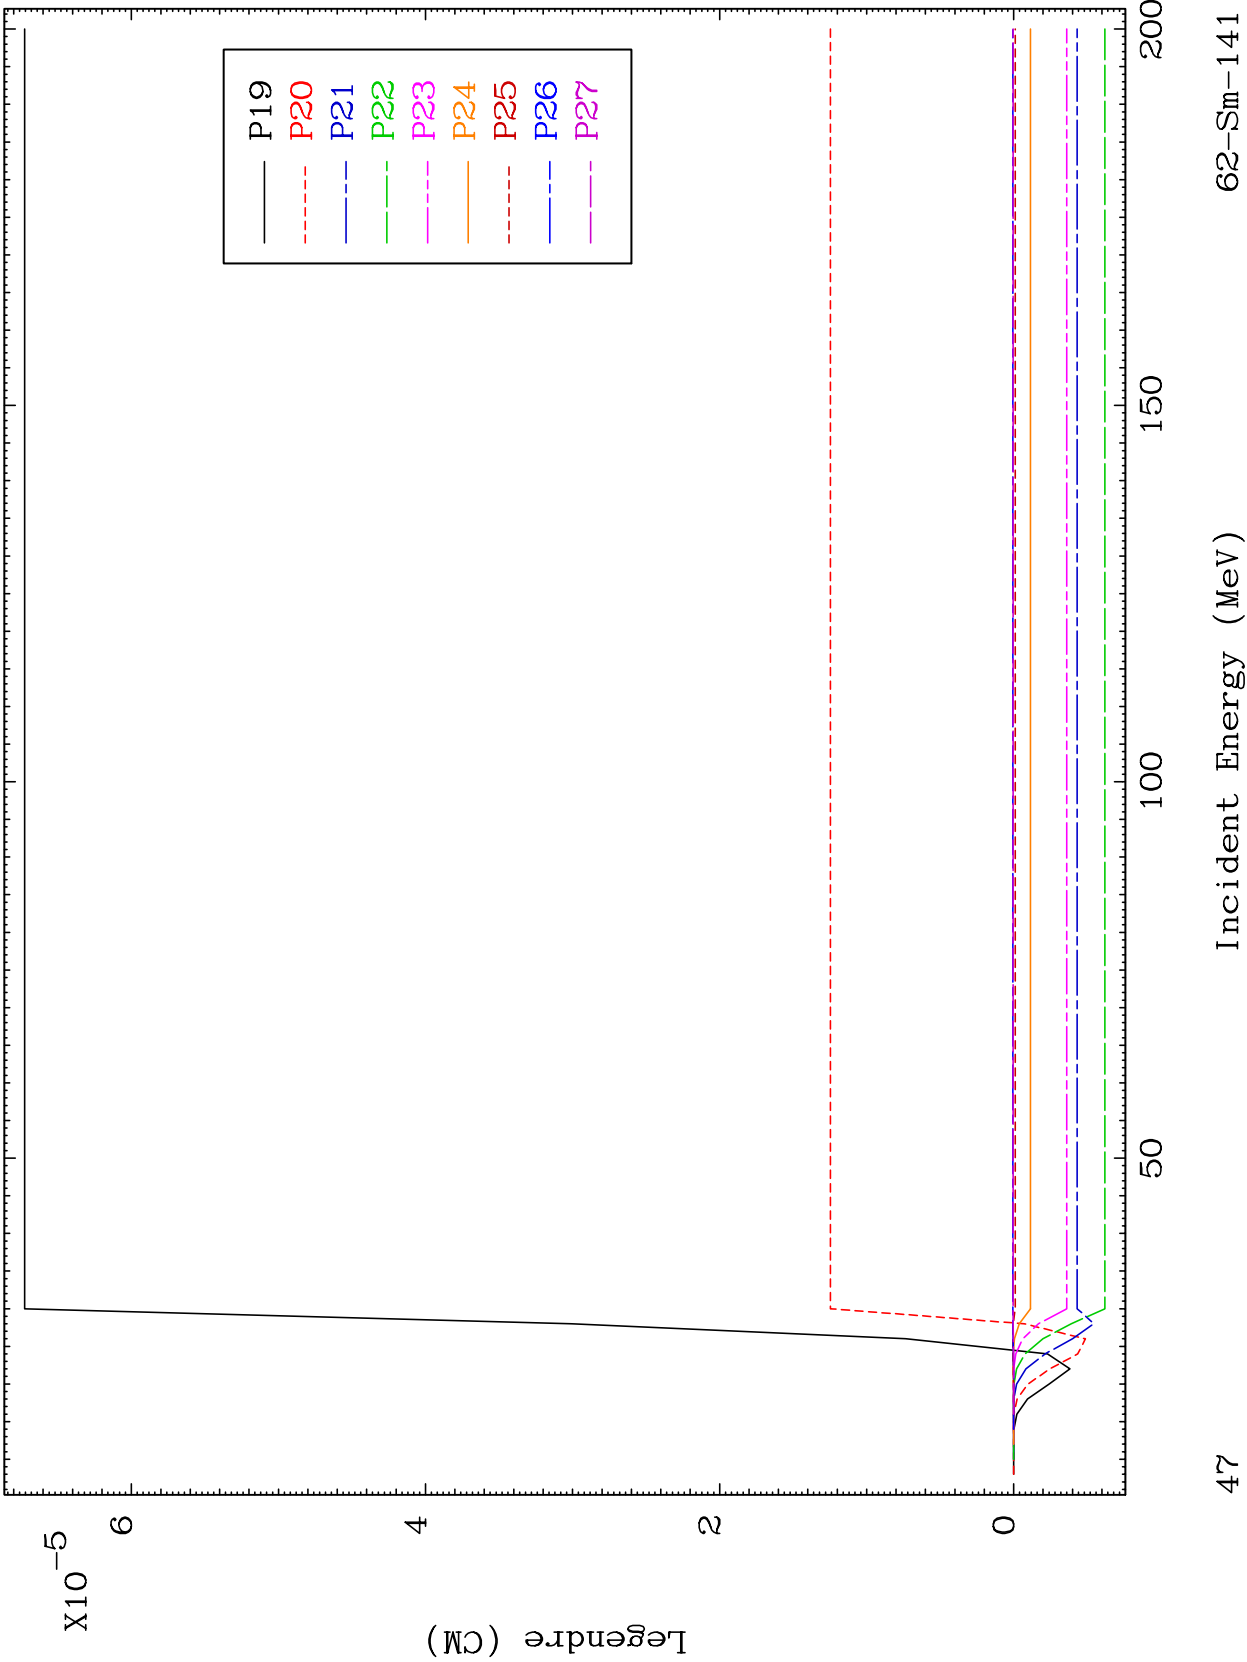 X10-5
6
4
2
0
Legendre (CM)
P19
P20
P21
P22
P23
P24
P25
P26
P27
50
100
150
200
Incident Energy (MeV)
47
62-Sm-141